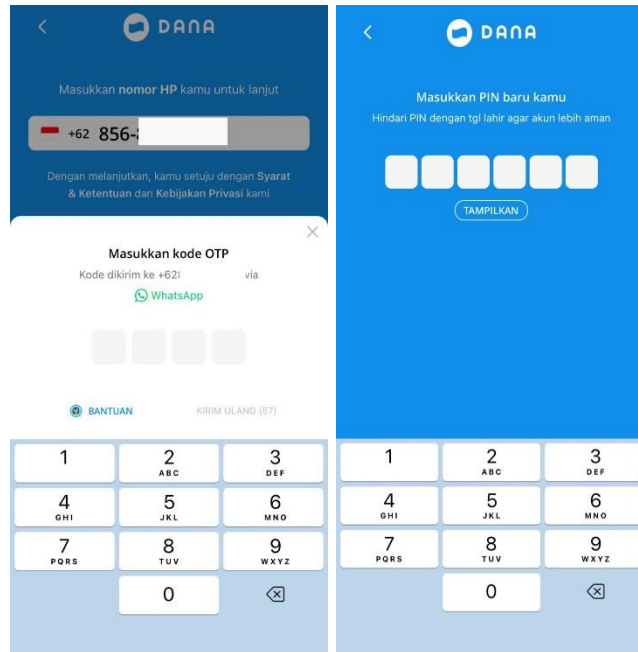 DANA
Masukkan nomor HP kamu untuk lanjut
+62 856-
Dengan melanjutkan, kamu setuju dengan Syarat
& Ketentuan dan Kebijakan Privasi kami
Masukkan kode OTP
Kode dikirim ke +62 via
WhatsApp
BANTUAN
KIRIM ULANG (57)
1 2 3
ABC DEF
4 5 6
GHI JKL MNO
7 8 9
PQRS TUV WXYZ
0
DANA
Masukkan PIN baru kamu
Hindari PIN dengan tgl lahir agar akun lebih aman
TAMPILKAN
1 2 3
ABC DEF
4 5 6
GHI JKL MNO
7 8 9
PQRS TUV WXYZ
0